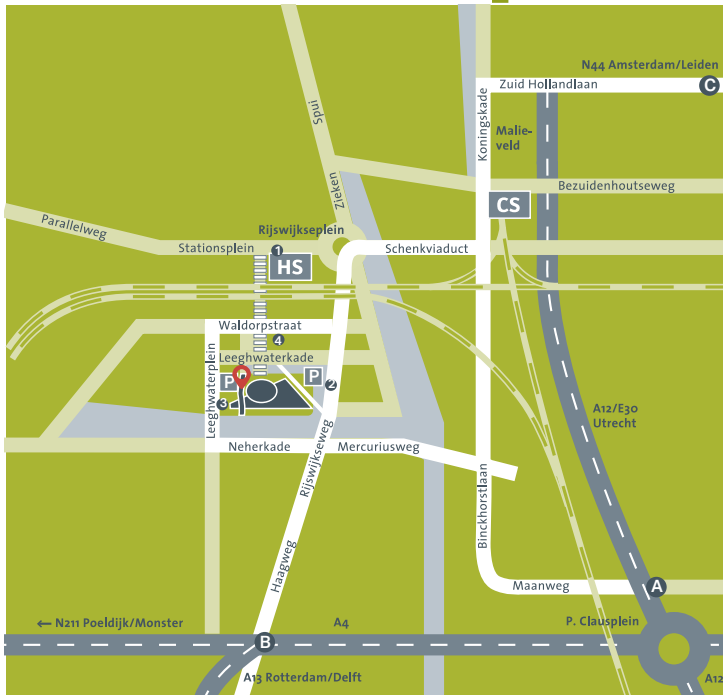 N44 Amsterdam/Leiden
Zuid Hollandlaan
C
Spui
Koningskade
Malie-
veld
Zieken
Bezuidenhoutseweg
CS
Parallelweg
Rijswijkseplein
Stationsplein
1
HS
Schenkviaduct
Waldorpstraat
4
Leeghwaterkade
Leeghwaterplein
P
P
2
3
A12/E30
Utrecht
Neherkade
Mercuriusweg
Rijswijkseweg
Binckhorstlaan
Haagweg
Maanweg
A
← N211 Poeldijk/Monster
A4
P. Clausplein
B
A13 Rotterdam/Delft
A12